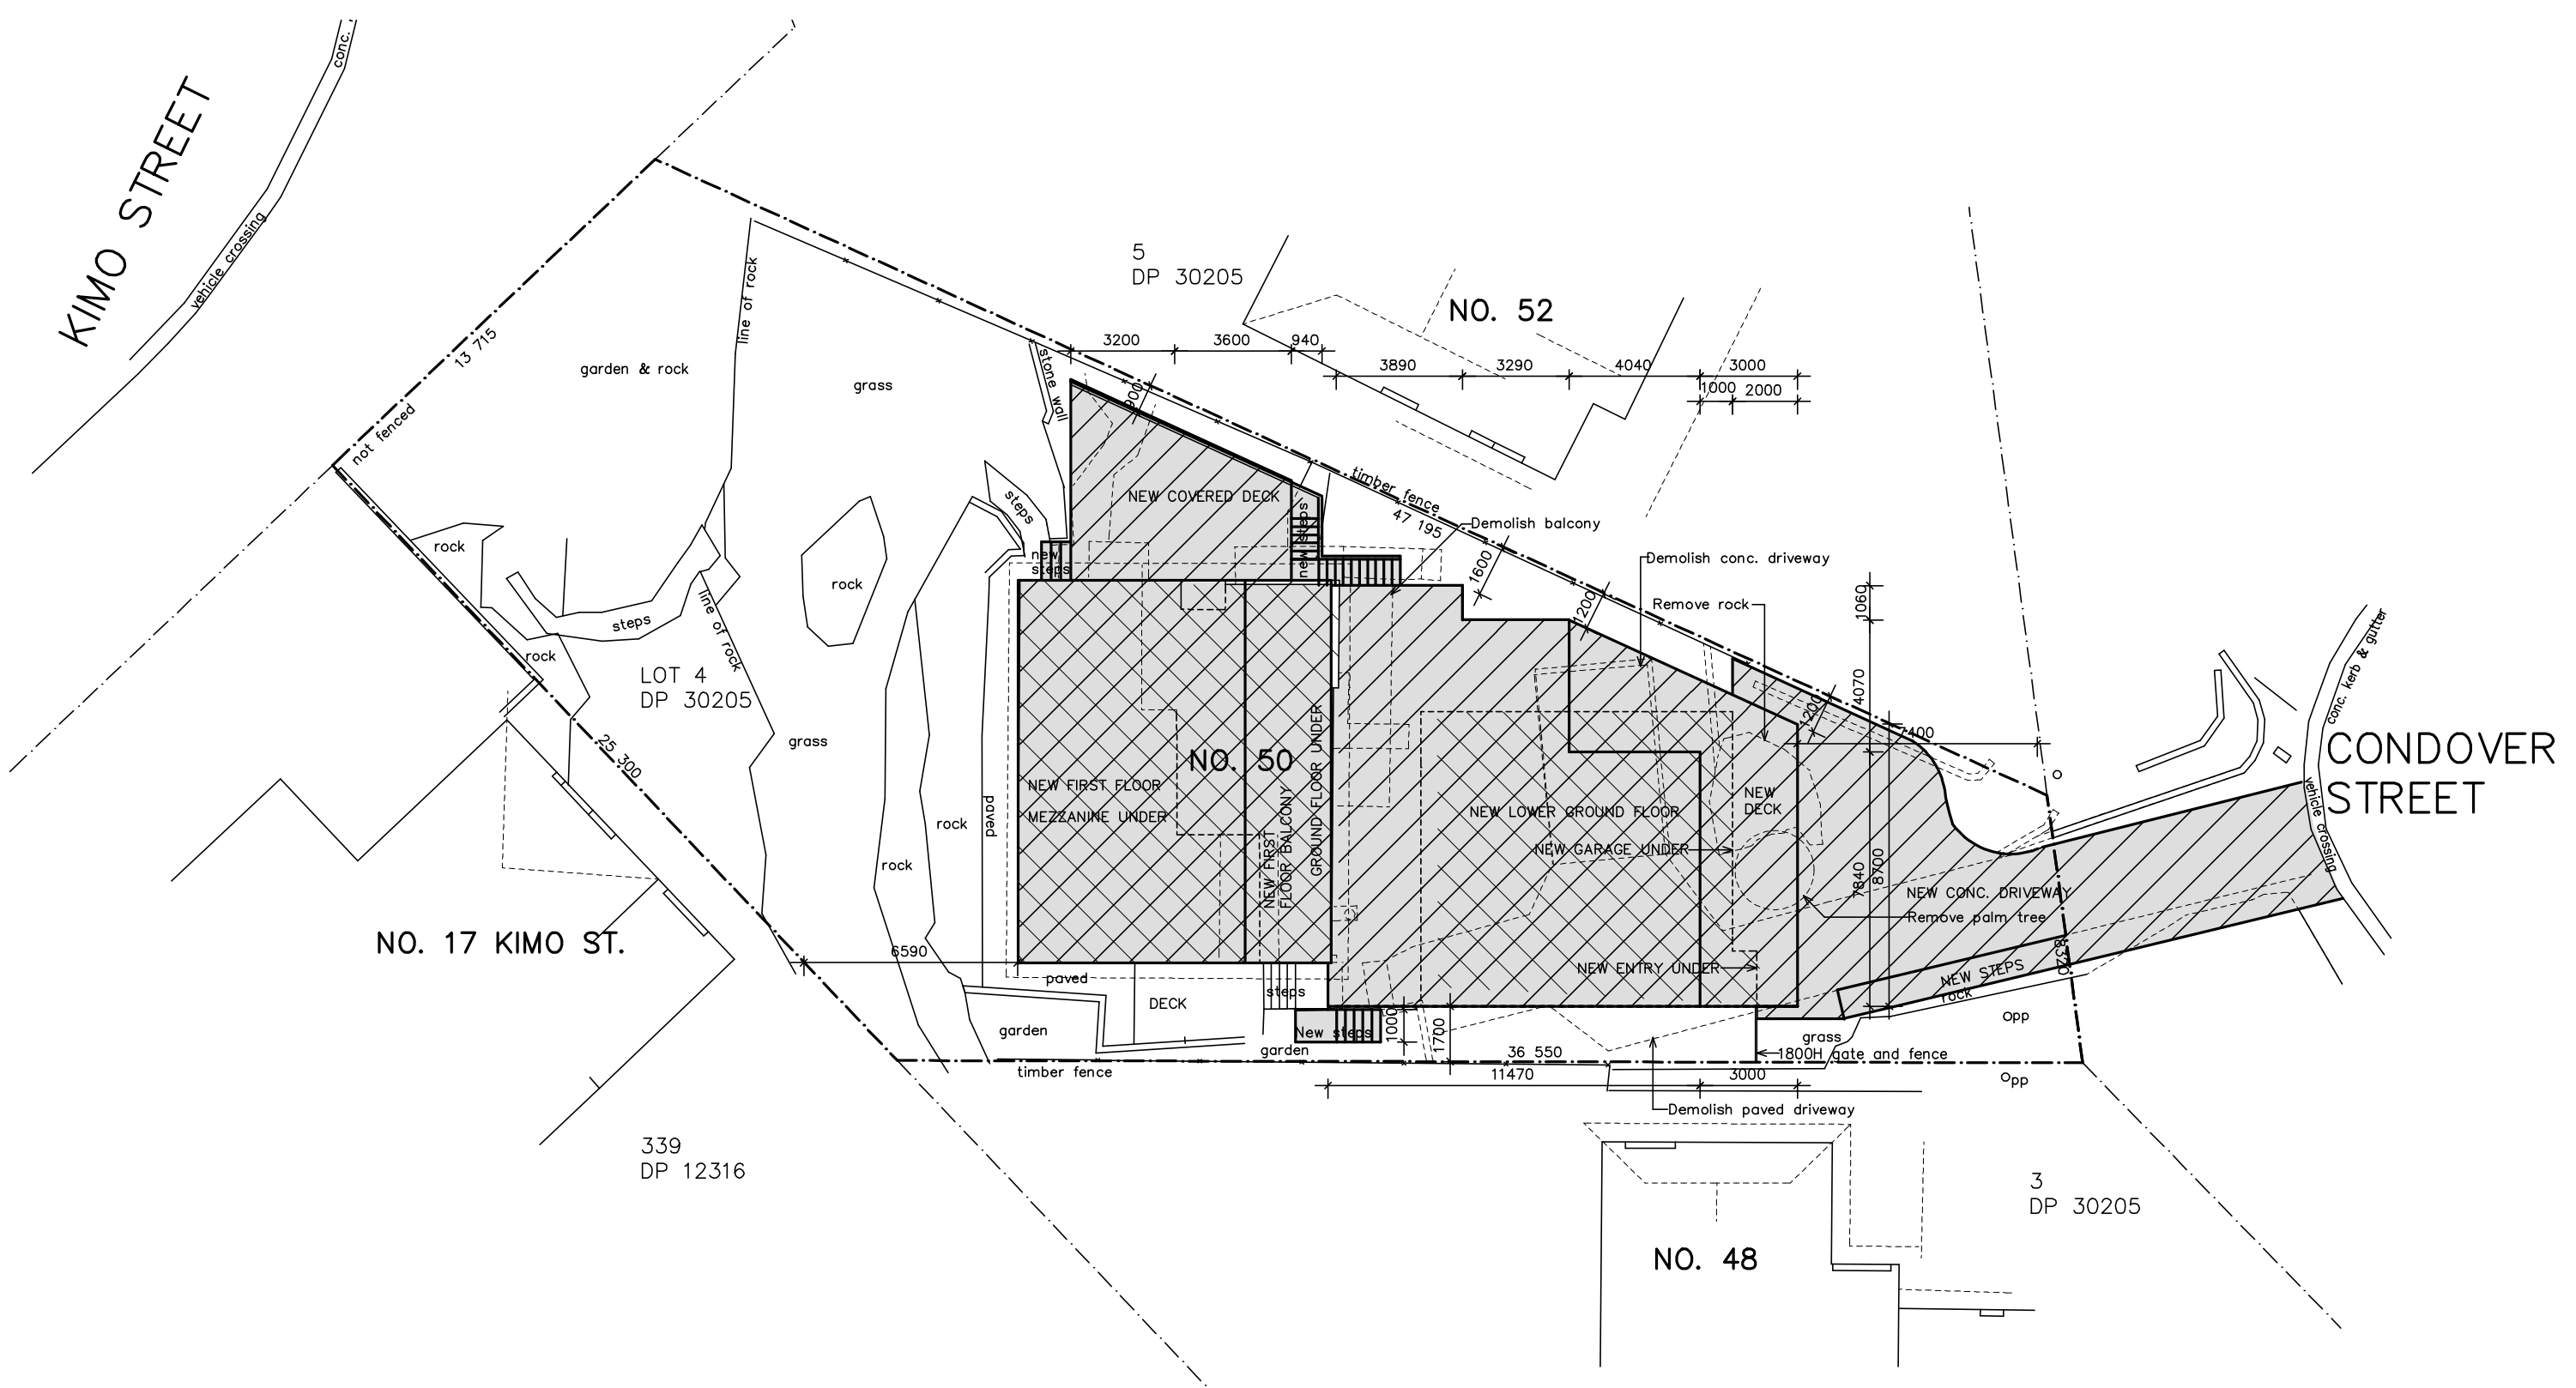 KIMO STREET
conc.
vehicle crossing
13 715
not fenced
garden & rock
line of rock
grass
stone wall
5
DP 30205
NO. 52
3200
3600
940
3890
3290
4040
3000
1000
2000
900
NEW COVERED DECK
new steps
timber fence
47 195
Demolish balcony
1600
1200
Demolish conc. driveway
Remove rock
1060
4070
1200
7400
rock
steps
new
steps
rock
rock
steps
line of rock
LOT 4
DP 30205
25 300
grass
rock
rock
paved
NO. 50
NEW FIRST FLOOR
MEZZANINE UNDER
NEW FIRST
FLOOR BALCONY
GROUND FLOOR UNDER
NEW LOWER GROUND FLOOR
NEW GARAGE UNDER
NEW
DECK
7840
8700
NEW CONC. DRIVEWAY
Remove palm tree
NEW ENTRY UNDER
NEW STEPS
rock
8320
conc. kerb & gutter
CONDOVER
STREET
vehicle crossing
NO. 17 KIMO ST.
6590
paved
DECK
steps
garden
New steps
garden
1000
1700
36 550
grass
1800H gate and fence
pp
pp
timber fence
11470
3000
Demolish paved driveway
339
DP 12316
NO. 48
3
DP 30205